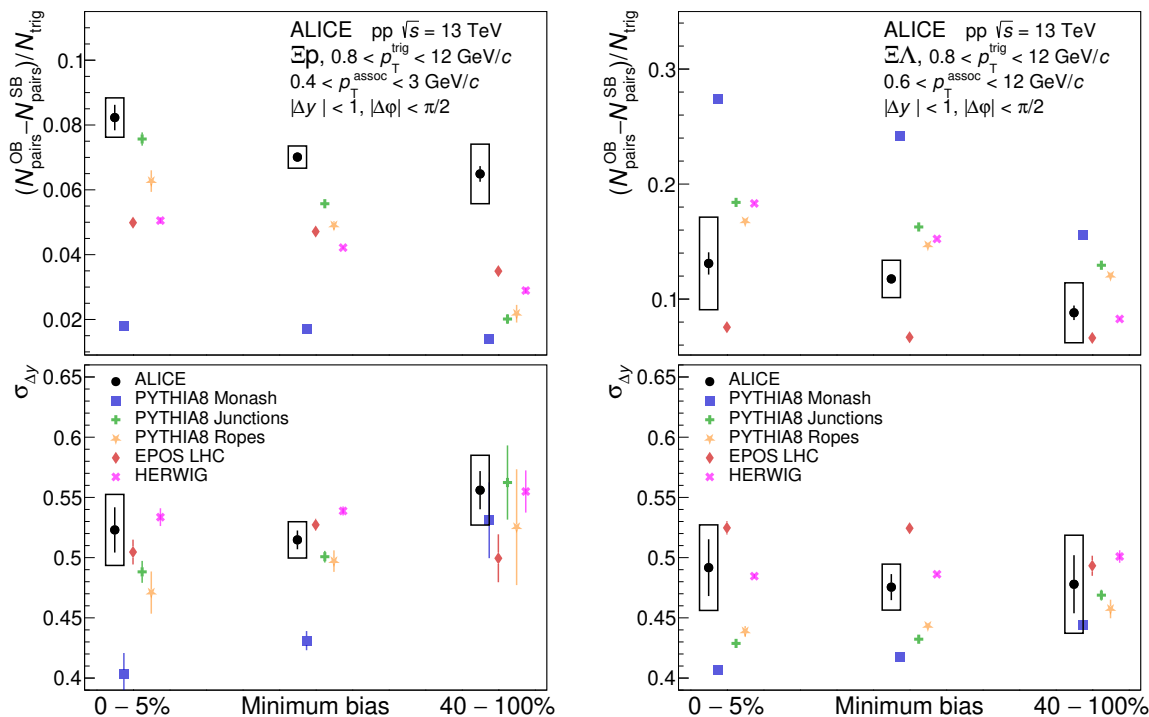 (N_pairs^OB − N_pairs^SB) / N_trig
ALICE pp √s = 13 TeV
Ξp, 0.8 < p_T^trig < 12 GeV/c
0.4 < p_T^assoc < 3 GeV/c
|Δy | < 1, |Δφ| < π/2
0.1
0.08
0.06
0.04
0.02
(N_pairs^OB − N_pairs^SB) / N_trig
ALICE pp √s = 13 TeV
ΞΛ, 0.8 < p_T^trig < 12 GeV/c
0.6 < p_T^assoc < 12 GeV/c
|Δy | < 1, |Δφ| < π/2
0.3
0.2
0.1
σ_Δy
0.65
0.6
0.55
0.5
0.45
0.4
ALICE
PYTHIA8 Monash
PYTHIA8 Junctions
PYTHIA8 Ropes
EPOS LHC
HERWIG
0 − 5% Minimum bias 40 − 100%
σ_Δy
0.65
0.6
0.55
0.5
0.45
0.4
ALICE
PYTHIA8 Monash
PYTHIA8 Junctions
PYTHIA8 Ropes
EPOS LHC
HERWIG
0 − 5% Minimum bias 40 − 100%